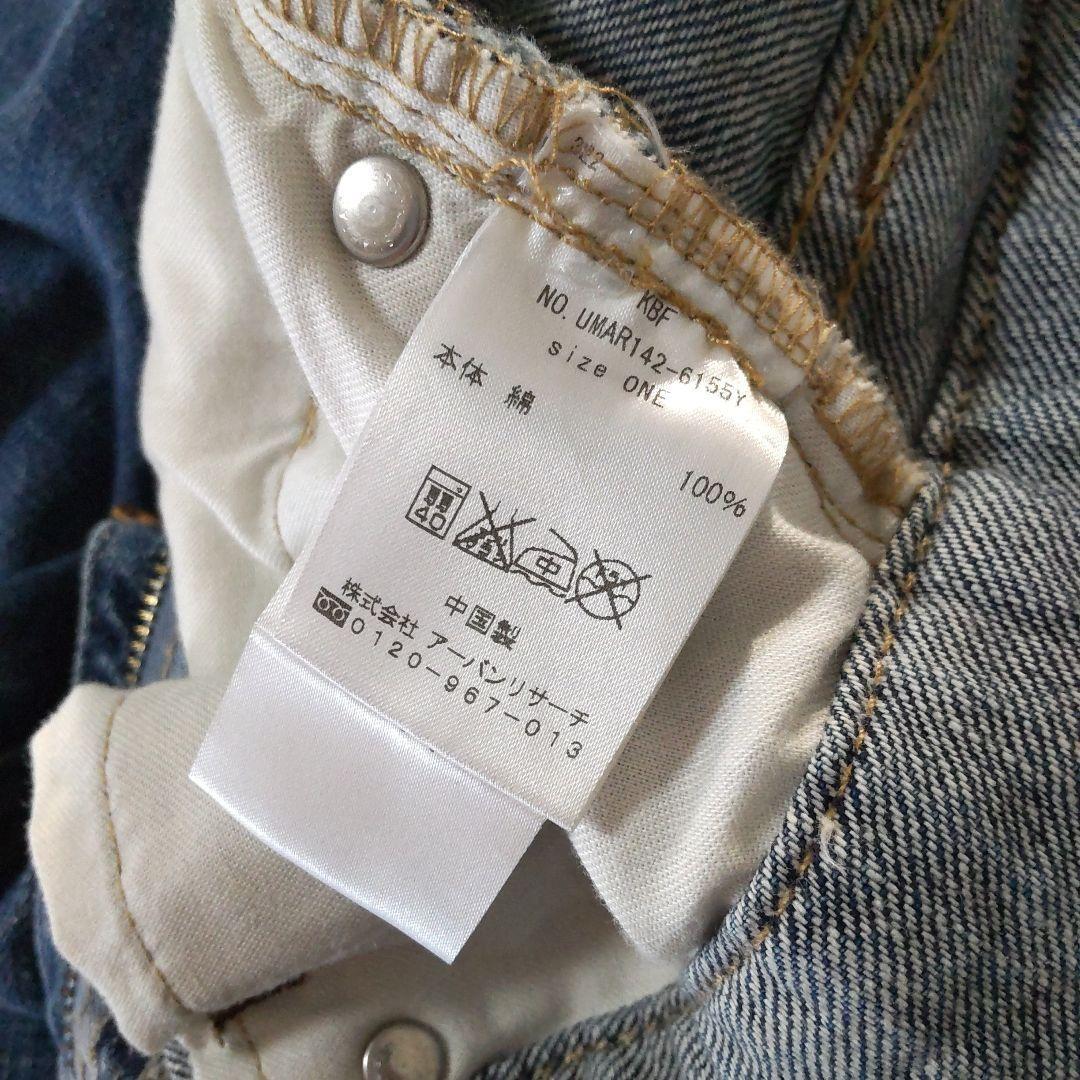 282
KBF
NO.UMAR142-6155Y
size ONE
本体 綿
100%
40
中
中国製
株式会社 アーバンリサーチ
0120-967-013